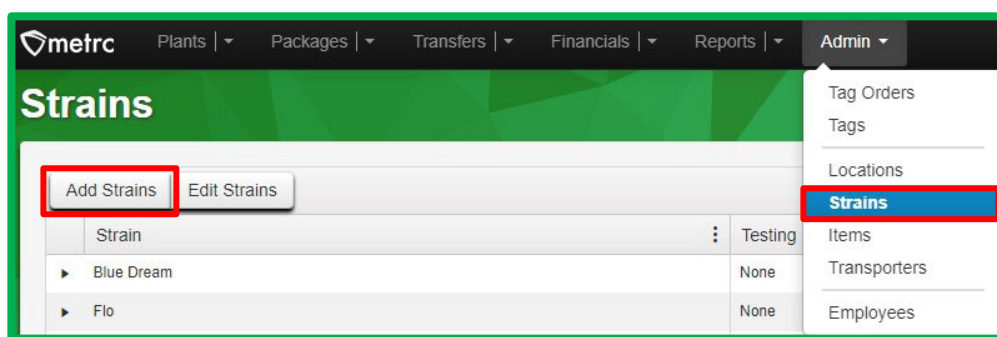 metrc Plants Packages Transfers Financials Reports Admin
Strains
Tag Orders
Tags
Locations
Strains
Items
Transporters
Employees
Add Strains Edit Strains
Strain Testing
Blue Dream None
Flo None